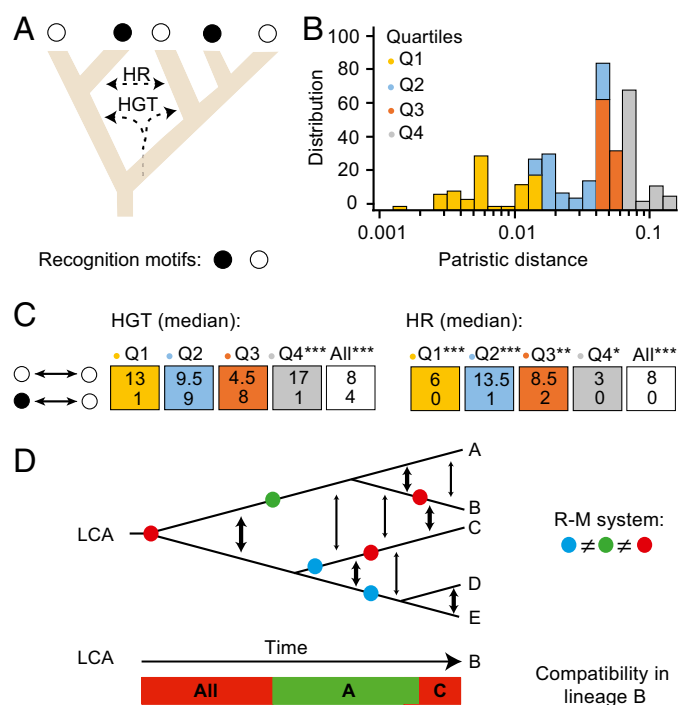 A
HR
HGT
Recognition motifs:
B
Quartiles
Q1
Q2
Q3
Q4
Distribution
100
80
60
40
20
0
0.001 0.01 0.1
Patristic distance
C
HGT (median):
Q1 Q2 Q3 Q4*** All***
13 9.5 4.5 17 8
1 9 8 1 4
HR (median):
Q1*** Q2*** Q3** Q4* All***
6 13.5 8.5 3 8
0 1 2 0 0
D
LCA
A
B
C
D
E
R-M system:
≠ ≠
Time
LCA B
All A C
Compatibility in
lineage B